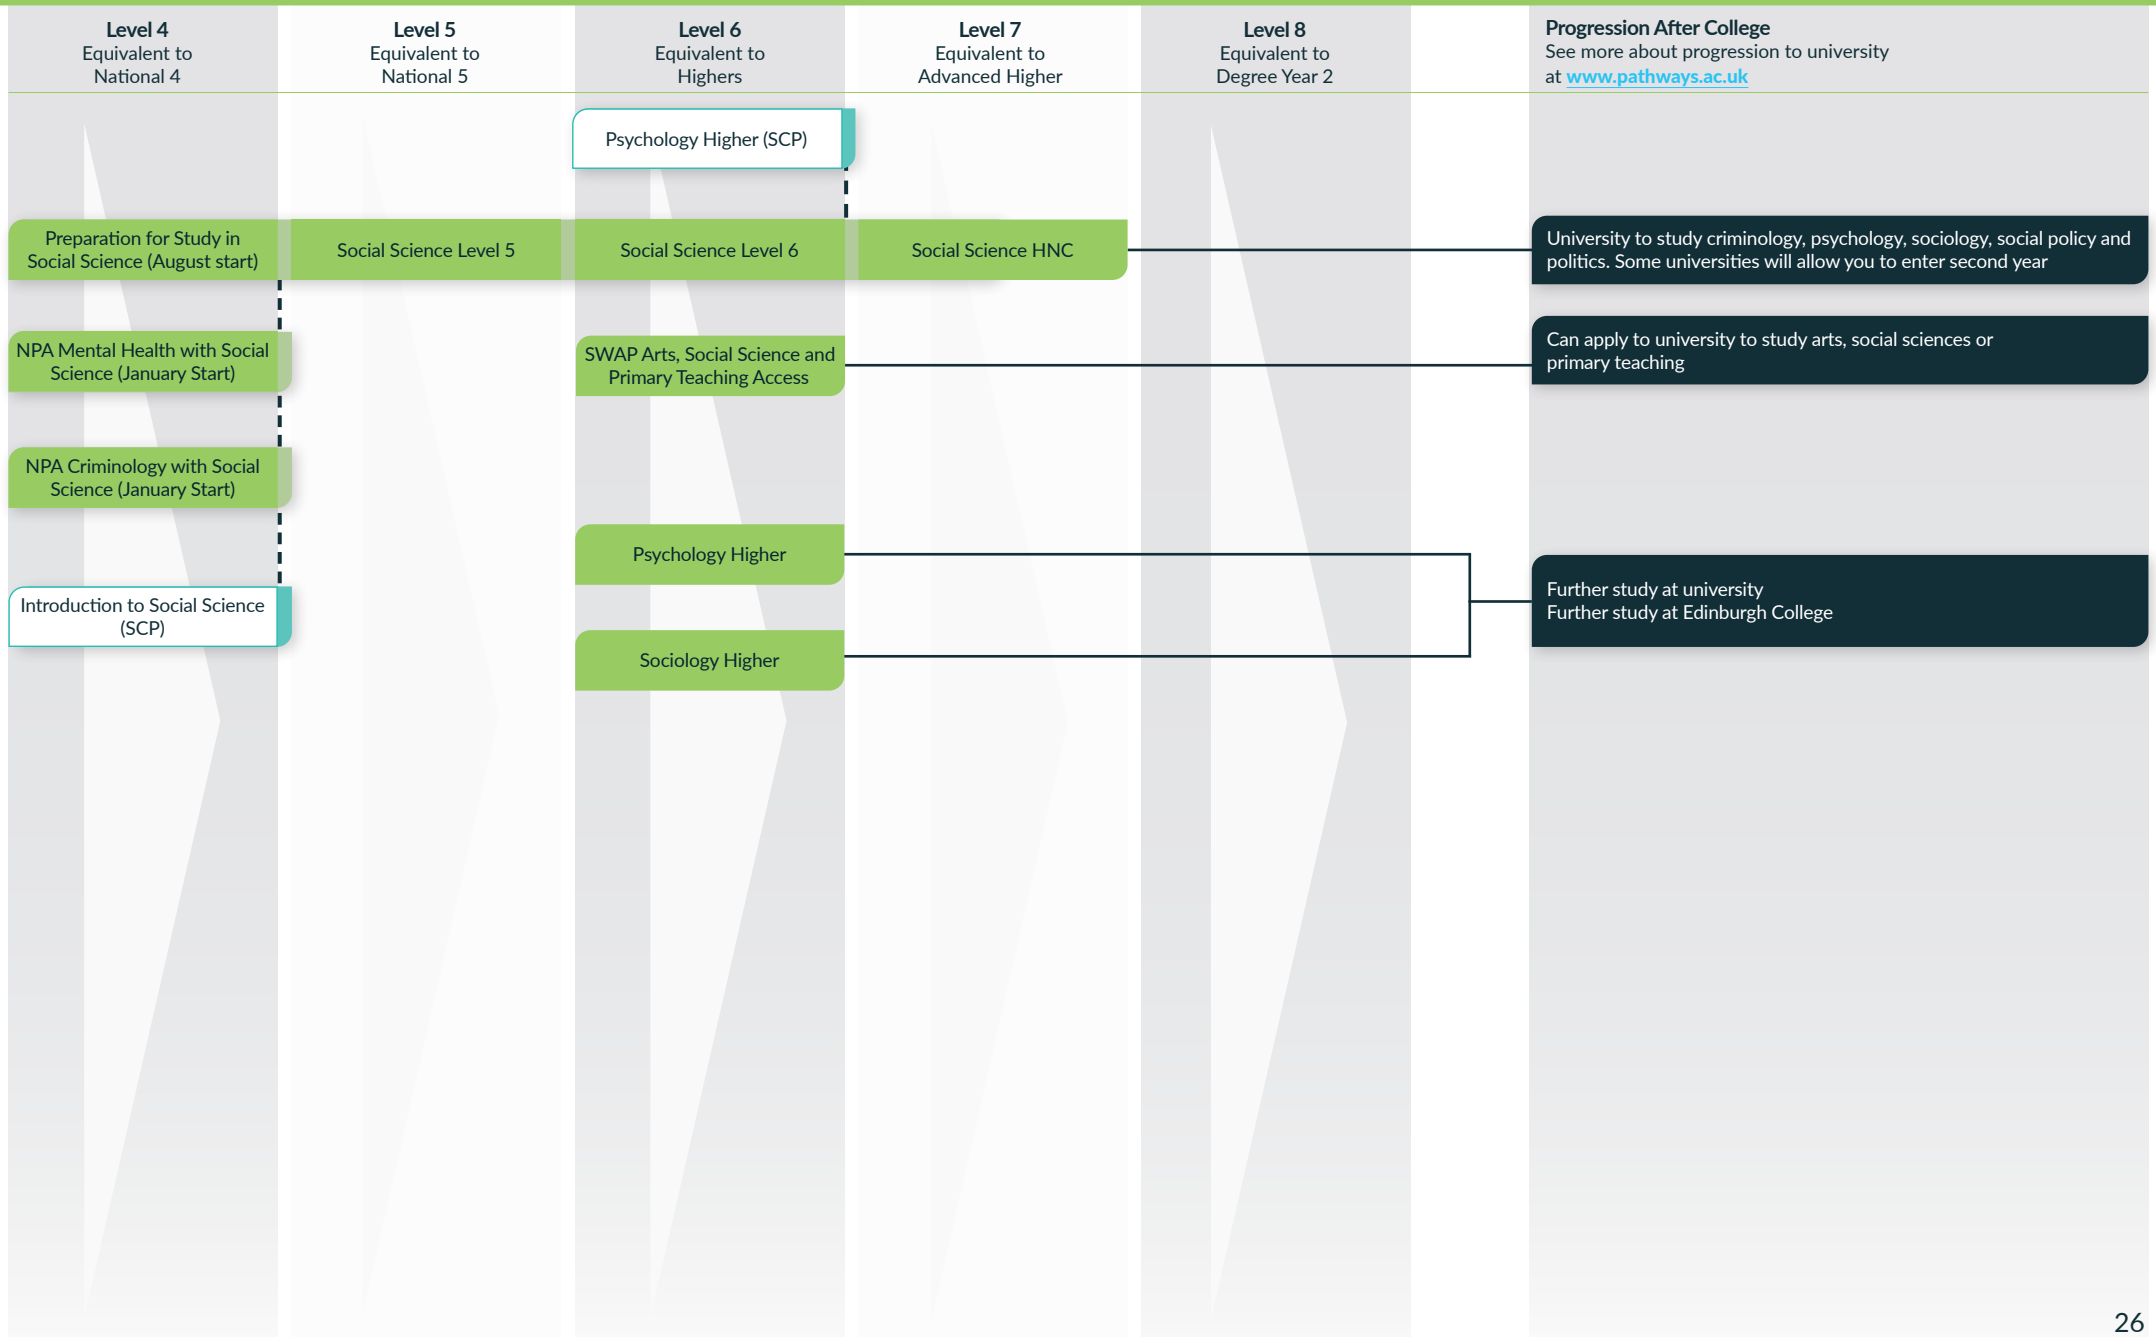 Level 4
Equivalent to
National 4
Level 5
Equivalent to
National 5
Level 6
Equivalent to
Highers
Level 7
Equivalent to
Advanced Higher
Level 8
Equivalent to
Degree Year 2
Progression After College
See more about progression to university
at www.pathways.ac.uk
Psychology Higher (SCP)
Preparation for Study in
Social Science (August start)
Social Science Level 5
Social Science Level 6
Social Science HNC
University to study criminology, psychology, sociology, social policy and
politics. Some universities will allow you to enter second year
NPA Mental Health with Social
Science (January Start)
SWAP Arts, Social Science and
Primary Teaching Access
Can apply to university to study arts, social sciences or
primary teaching
NPA Criminology with Social
Science (January Start)
Psychology Higher
Introduction to Social Science
(SCP)
Sociology Higher
Further study at university
Further study at Edinburgh College
26